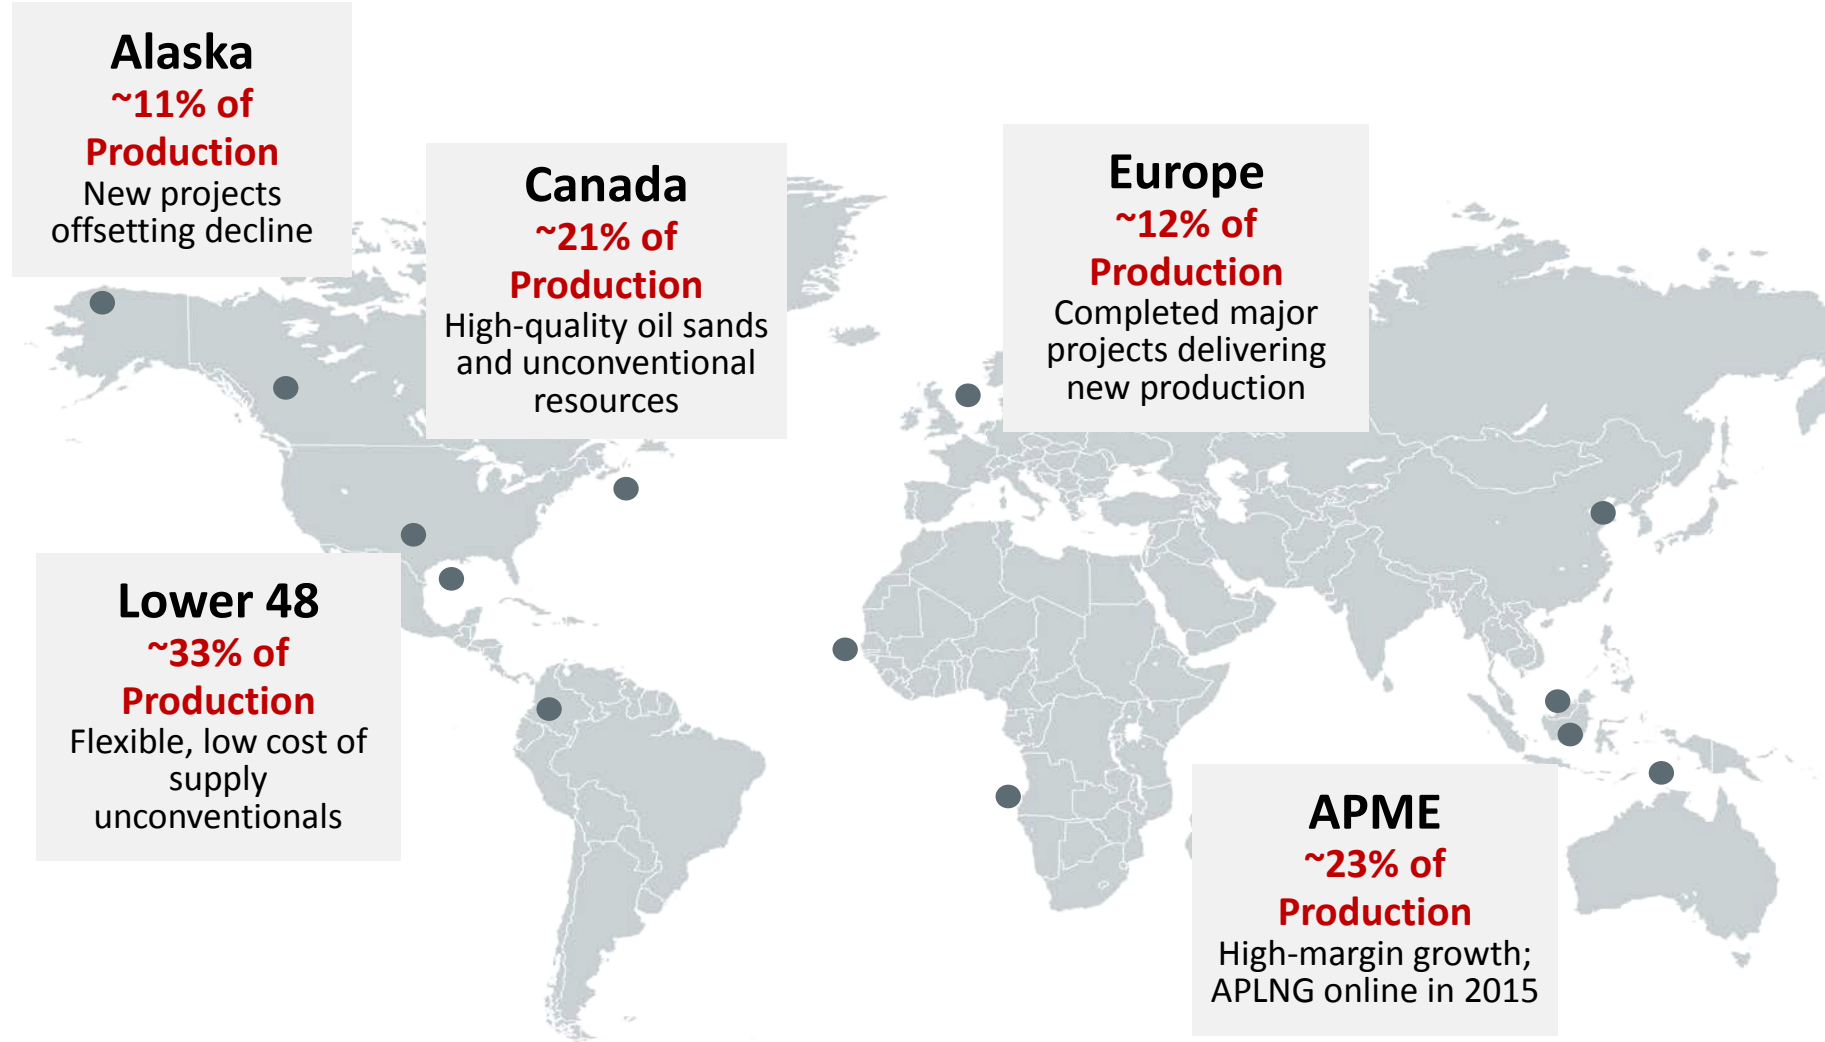 Alaska
~11% of
Production
New projects
offsetting decline
Canada
~21% of
Production
High-quality oil sands
and unconventional
resources
Europe
~12% of
Production
Completed major
projects delivering
new production
Lower 48
~33% of
Production
Flexible, low cost of
supply
unconventionals
APME
~23% of
Production
High-margin growth;
APLNG online in 2015